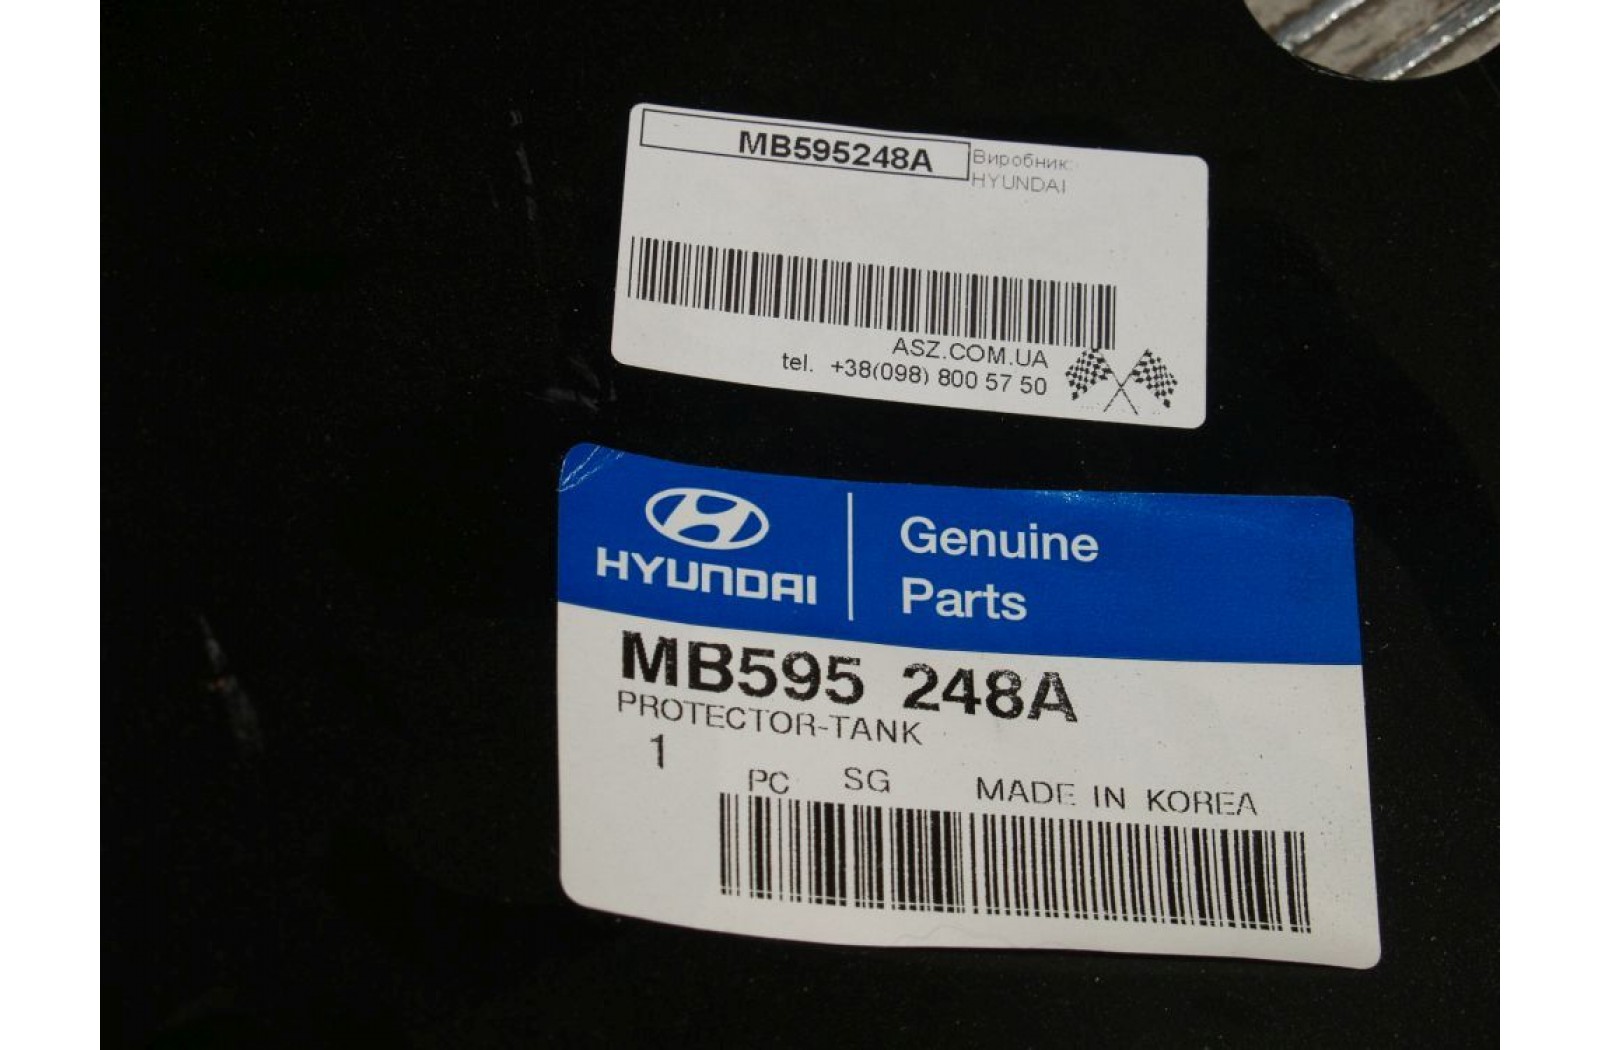 MB595248A
Виробник:
HYUNDAI
ASZ.COM.UA
tel. +38(098) 800 57 50
HYUNDAI
Genuine
Parts
MB595 248A
PROTECTOR-TANK
1
PC SG MADE IN KOREA